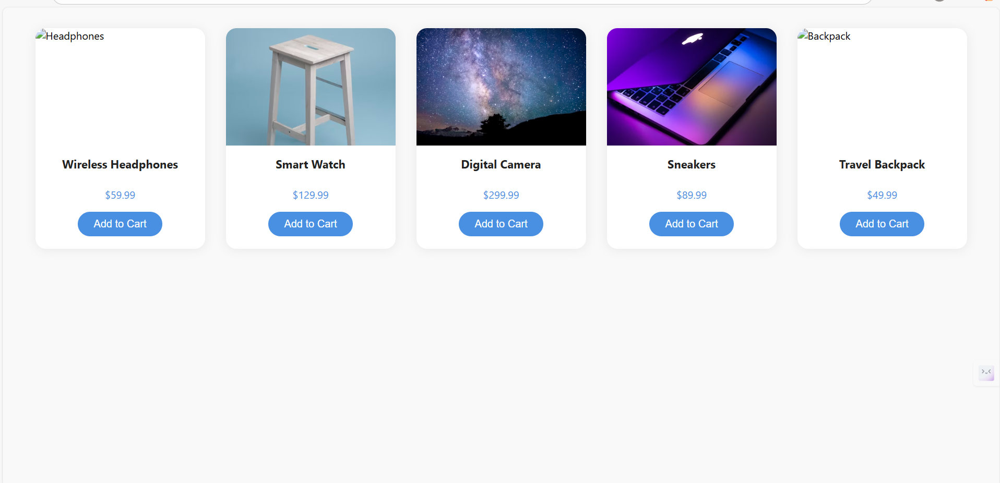 Headphones
Wireless Headphones
$59.99
Add to Cart
Smart Watch
$129.99
Add to Cart
Digital Camera
$299.99
Add to Cart
Sneakers
$89.99
Add to Cart
Backpack
Travel Backpack
$49.99
Add to Cart